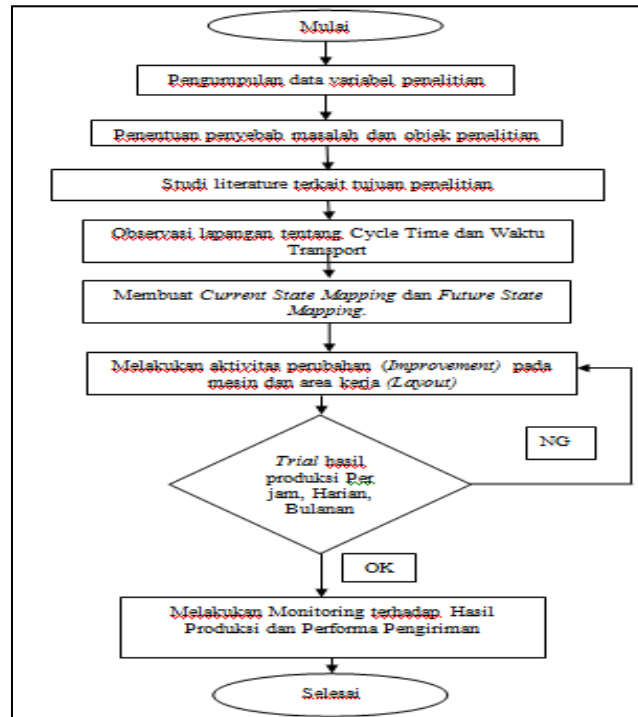 Mulai
Pengumpulan data variabel penelitian
Penentuan penyebab masalah dan objek penelitian
Studi literature terkait tujuan penelitian
Observasi lapangan tentang Cycle Time dan Waktu
Transport
Membuat Current State Mapping dan Future State
Mapping.
Melakukan aktivitas perubahan (Improvement) pada
mesin dan area kerja (Layout)
NG
Trial hasil
produksi Per
jam, Harian,
Bulanan
OK
Melakukan Monitoring terhadap Hasil
Produksi dan Performa Pengiriman
Selesai